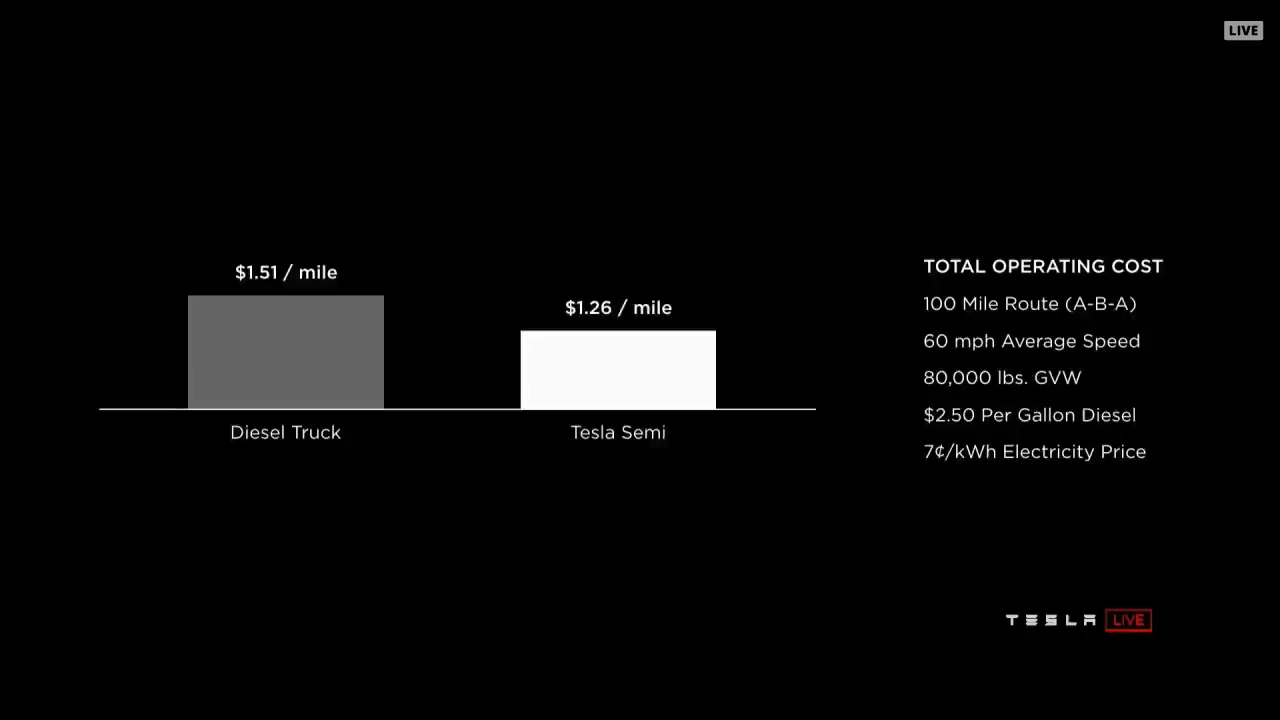 LIVE
$1.51 / mile
$1.26 / mile
Diesel Truck
Tesla Semi
TOTAL OPERATING COST
100 Mile Route (A-B-A)
60 mph Average Speed
80,000 lbs. GVW
$2.50 Per Gallon Diesel
7¢/kWh Electricity Price
TESLA LIVE